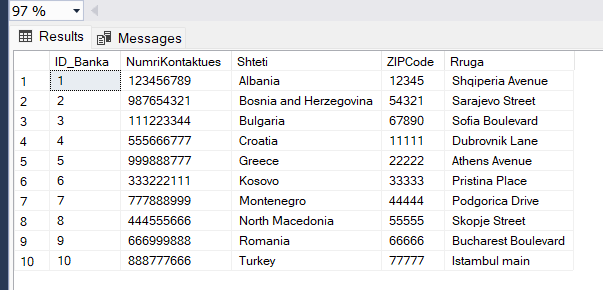 97 %
Results Messages
ID_Banka NumriKontaktues Shteti ZIPCode Rruga
1 1 123456789 Albania 12345 Shqiperia Avenue
2 2 987654321 Bosnia and Herzegovina 54321 Sarajevo Street
3 3 111223344 Bulgaria 67890 Sofia Boulevard
4 4 555666777 Croatia 11111 Dubrovnik Lane
5 5 999888777 Greece 22222 Athens Avenue
6 6 333222111 Kosovo 33333 Pristina Place
7 7 777888999 Montenegro 44444 Podgorica Drive
8 8 444555666 North Macedonia 55555 Skopje Street
9 9 666999888 Romania 66666 Bucharest Boulevard
10 10 888777666 Turkey 77777 Istambul main